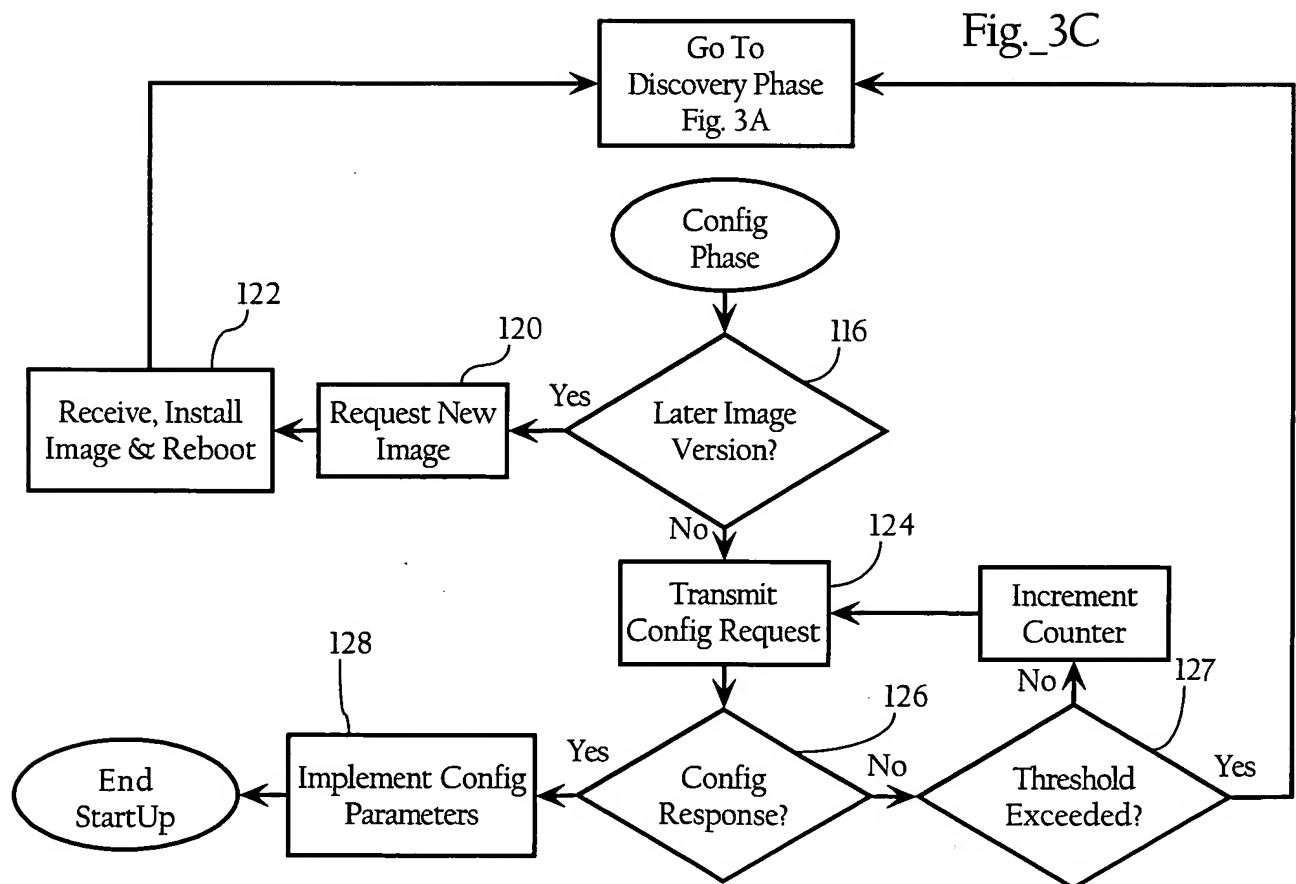 Fig._3C
Go To
Discovery Phase
Fig. 3A
Config
Phase
122
120
116
Receive, Install
Image & Reboot
Request New
Image
Yes
Later Image
Version?
No
124
Transmit
Config Request
Increment
Counter
128
126
No
127
End
StartUp
Implement Config
Parameters
Yes
Config
Response?
No
Threshold
Exceeded?
Yes